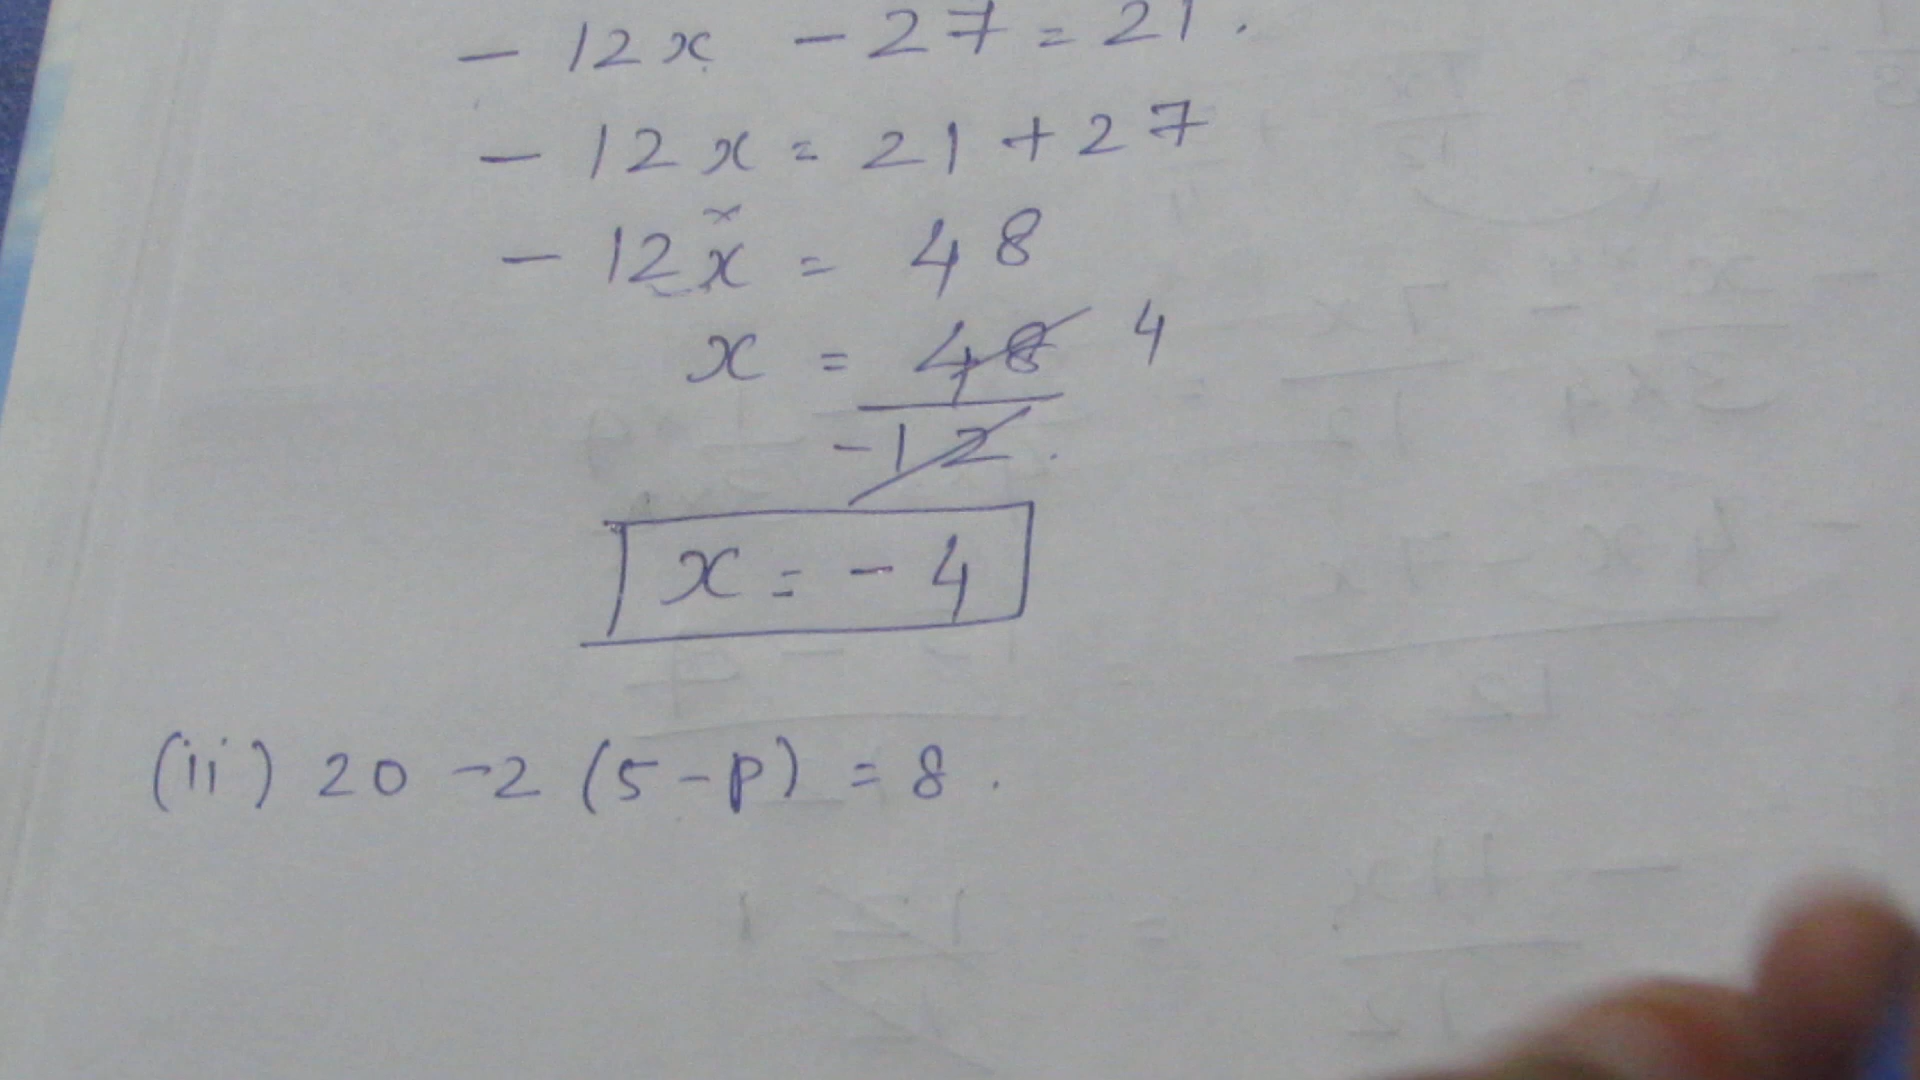 - 12x - 27 = 21.
- 12x = 21 + 27
- 12x = 48
x = 48 4
-12.
x = - 4
(ii) 20 -2 (5-p) = 8.